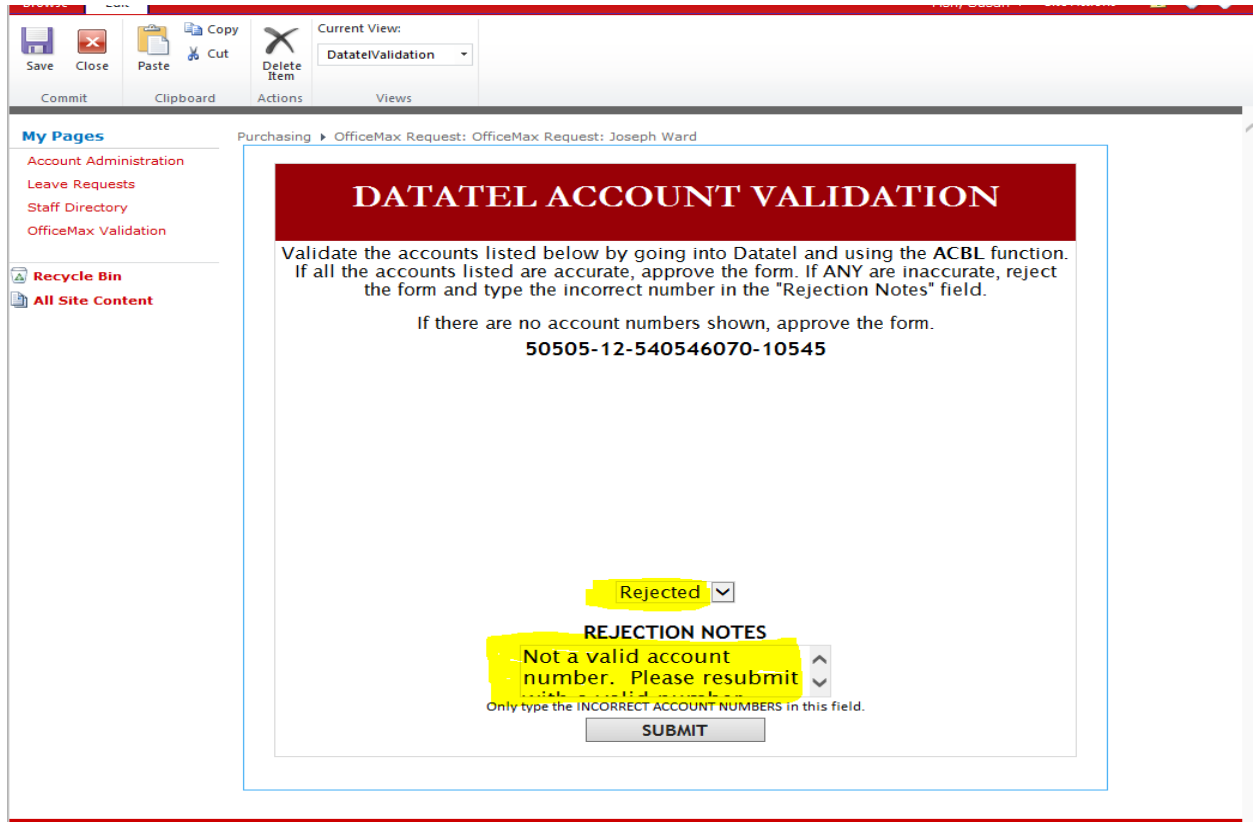 Browse
Save
Close
Paste
Copy
Cut
Delete
Item
Current View:
DatatelValidation
Commit
Clipboard
Actions
Views
My Pages
Account Administration
Leave Requests
Staff Directory
OfficeMax Validation
Recycle Bin
All Site Content
Purchasing ▸ OfficeMax Request: OfficeMax Request: Joseph Ward
DATATEL ACCOUNT VALIDATION
Validate the accounts listed below by going into Datatel and using the ACBL function.
If all the accounts listed are accurate, approve the form. If ANY are inaccurate, reject
the form and type the incorrect number in the "Rejection Notes" field.
If there are no account numbers shown, approve the form.
50505-12-540546070-10545
Rejected
REJECTION NOTES
Not a valid account
number. Please resubmit
with a valid number
Only type the INCORRECT ACCOUNT NUMBERS in this field.
SUBMIT